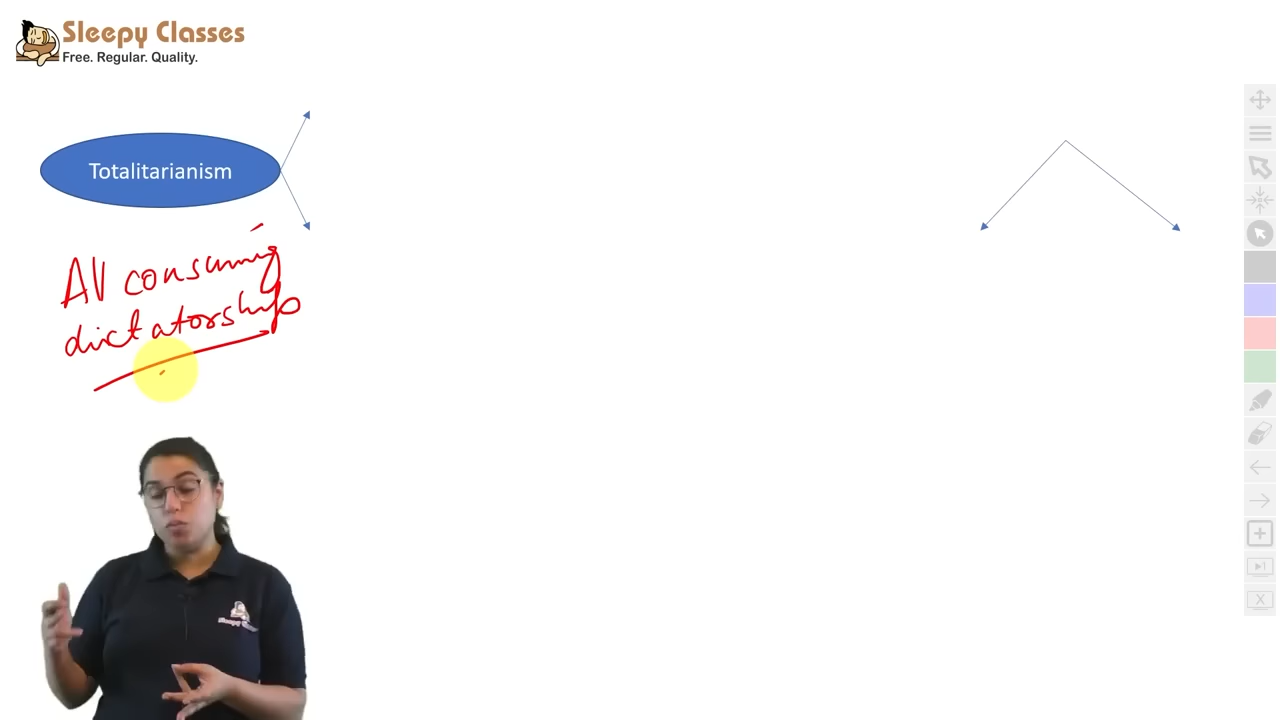 Sleepy Classes
Free. Regular. Quality.
Totalitarianism
All consuming
dictatorship